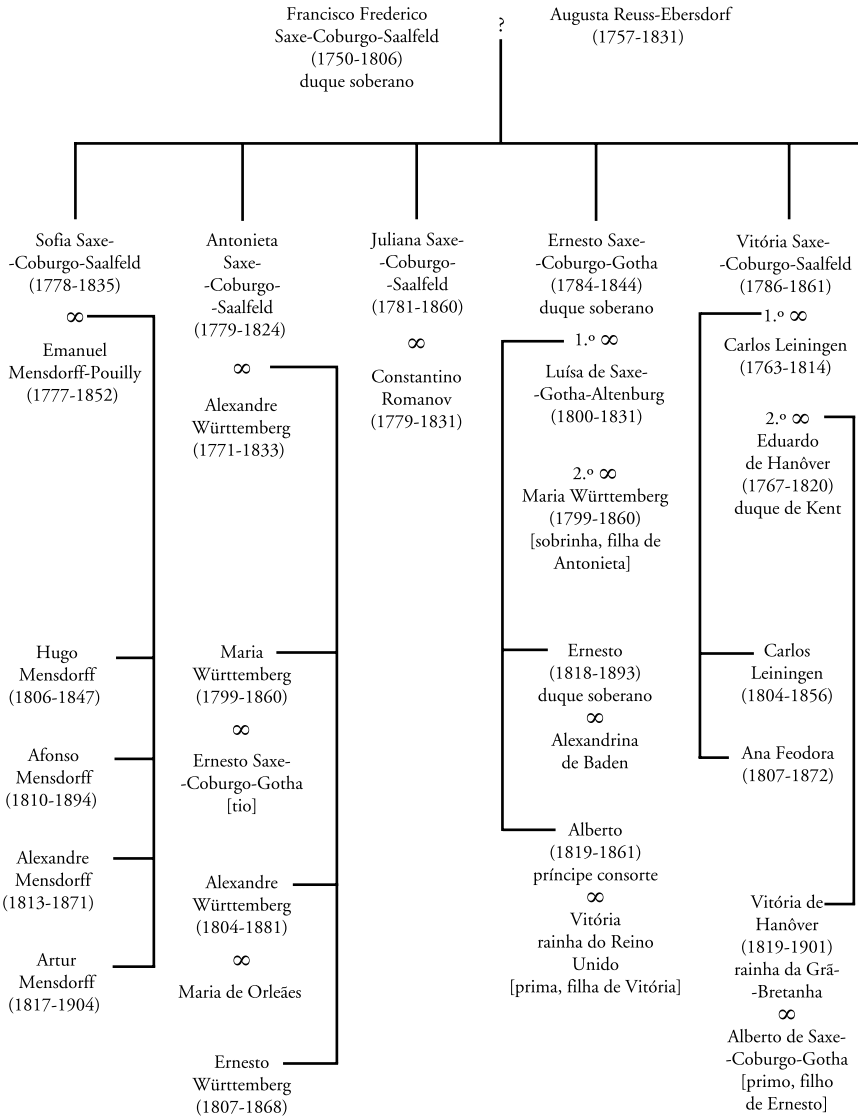 Francisco Frederico
Saxe-Coburgo-Saalfeld
(1750-1806)
duque soberano
?
Augusta Reuss-Ebersdorf
(1757-1831)
Sofia Saxe-
-Coburgo-Saalfeld
(1778-1835)
∞
Emanuel
Mensdorff-Pouilly
(1777-1852)
Hugo
Mensdorff
(1806-1847)
Afonso
Mensdorff
(1810-1894)
Alexandre
Mensdorff
(1813-1871)
Artur
Mensdorff
(1817-1904)
Antonieta
Saxe-
-Coburgo-
-Saalfeld
(1779-1824)
∞
Alexandre
Württemberg
(1771-1833)
Maria
Württemberg
(1799-1860)
∞
Ernesto Saxe-
-Coburgo-Gotha
[tio]
Alexandre
Württemberg
(1804-1881)
∞
Maria de Orleães
Ernesto
Württemberg
(1807-1868)
Juliana Saxe-
-Coburgo-
-Saalfeld
(1781-1860)
∞
Constantino
Romanov
(1779-1831)
Ernesto Saxe-
-Coburgo-Gotha
(1784-1844)
duque soberano
1.º ∞
Luísa de Saxe-
-Gotha-Altenburg
(1800-1831)
2.º ∞
Maria Württemberg
(1799-1860)
[sobrinha, filha de
Antonieta]
Ernesto
(1818-1893)
duque soberano
∞
Alexandrina
de Baden
Alberto
(1819-1861)
príncipe consorte
∞
Vitória
rainha do Reino
Unido
[prima, filha de Vitória]
Vitória Saxe-
-Coburgo-Saalfeld
(1786-1861)
1.º ∞
Carlos Leiningen
(1763-1814)
2.º ∞
Eduardo
de Hanôver
(1767-1820)
duque de Kent
Carlos
Leiningen
(1804-1856)
Ana Feodora
(1807-1872)
Vitória de
Hanôver
(1819-1901)
rainha da Grã-
-Bretanha
∞
Alberto de Saxe-
-Coburgo-Gotha
[primo, filho
de Ernesto]